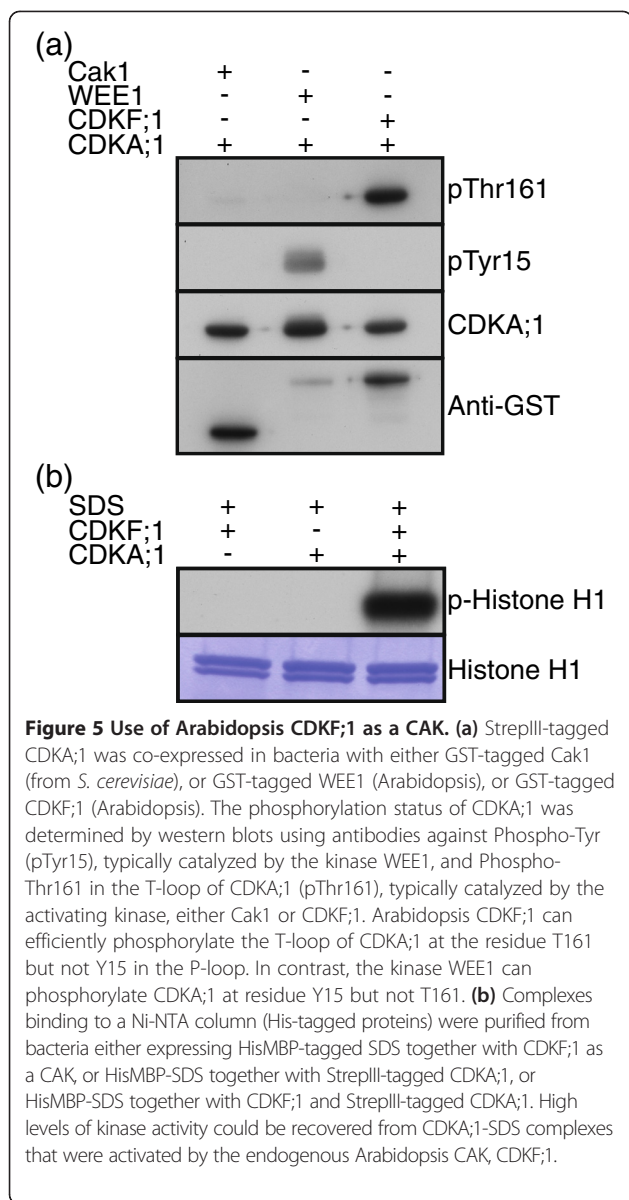 (a)
Cak1 + - -
WEE1 - + -
CDKF;1 - - +
CDKA;1 + + +
pThr161
pTyr15
CDKA;1
Anti-GST
(b)
SDS + + +
CDKF;1 + - +
CDKA;1 - + +
p-Histone H1
Histone H1
Figure 5 Use of Arabidopsis CDKF;1 as a CAK. (a) StrepIII-tagged
CDKA;1 was co-expressed in bacteria with either GST-tagged Cak1
(from S. cerevisiae), or GST-tagged WEE1 (Arabidopsis), or GST-tagged
CDKF;1 (Arabidopsis). The phosphorylation status of CDKA;1 was
determined by western blots using antibodies against Phospho-Tyr
(pTyr15), typically catalyzed by the kinase WEE1, and Phospho-
Thr161 in the T-loop of CDKA;1 (pThr161), typically catalyzed by the
activating kinase, either Cak1 or CDKF;1. Arabidopsis CDKF;1 can
efficiently phosphorylate the T-loop of CDKA;1 at the residue T161
but not Y15 in the P-loop. In contrast, the kinase WEE1 can
phosphorylate CDKA;1 at residue Y15 but not T161. (b) Complexes
binding to a Ni-NTA column (His-tagged proteins) were purified from
bacteria either expressing HisMBP-tagged SDS together with CDKF;1 as
a CAK, or HisMBP-SDS together with StrepIII-tagged CDKA;1, or
HisMBP-SDS together with CDKF;1 and StrepIII-tagged CDKA;1. High
levels of kinase activity could be recovered from CDKA;1-SDS complexes
that were activated by the endogenous Arabidopsis CAK, CDKF;1.